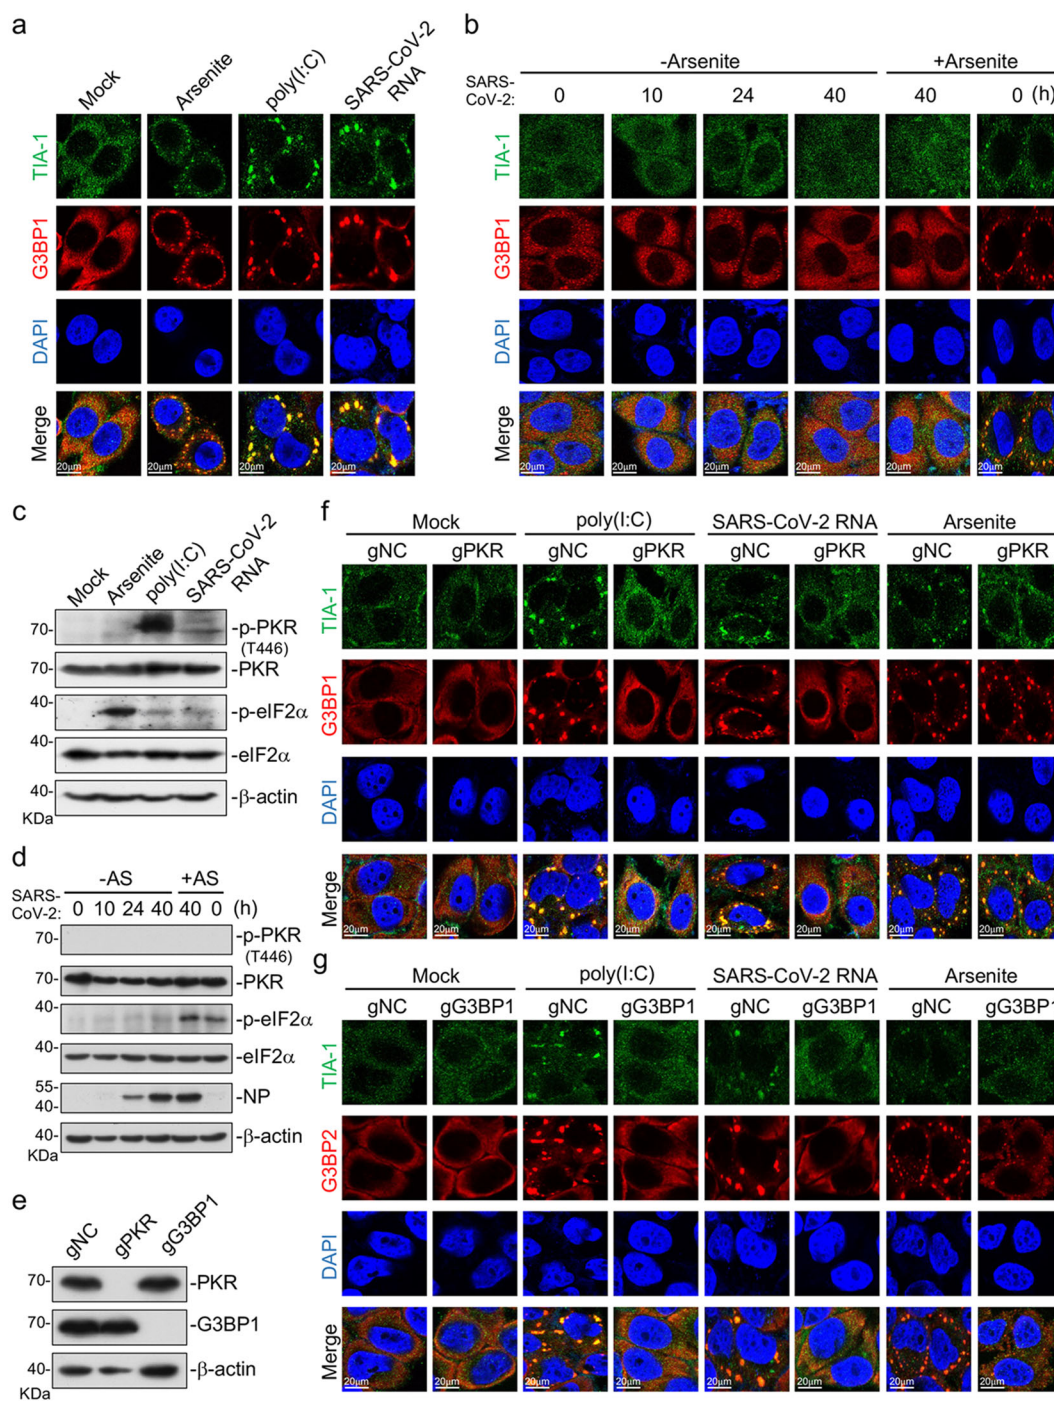 a
Mock
Arsenite
poly(I:C)
SARS-CoV-2
RNA
TIA-1
G3BP1
DAPI
Merge
20μm 20μm 20μm 20μm
b
-Arsenite +Arsenite
SARS-
CoV-2: 0 10 24 40 40 0 (h)
TIA-1
G3BP1
DAPI
Merge
20μm 20μm 20μm 20μm 20μm 20μm
c
Mock
Arsenite
poly(I:C)
SARS-CoV-2
RNA
70- -p-PKR
(T446)
70- -PKR
40- -p-eIF2α
40- -eIF2α
40- -β-actin
KDa
d
-AS +AS
SARS-
CoV-2: 0 10 24 40 40 0 (h)
70- -p-PKR
(T446)
70- -PKR
40- -p-eIF2α
40- -eIF2α
55-
40- -NP
40- -β-actin
KDa
e
gNC
gPKR
gG3BP1
70- -PKR
70- -G3BP1
40- -β-actin
KDa
f
Mock poly(I:C) SARS-CoV-2 RNA Arsenite
gNC gPKR gNC gPKR gNC gPKR gNC gPKR
TIA-1
G3BP1
DAPI
Merge
20μm 20μm 20μm 20μm 20μm 20μm 20μm 20μm
g
Mock poly(I:C) SARS-CoV-2 RNA Arsenite
gNC gG3BP1 gNC gG3BP1 gNC gG3BP1 gNC gG3BP1
TIA-1
G3BP2
DAPI
Merge
20μm 20μm 20μm 20μm 20μm 20μm 20μm 20μm